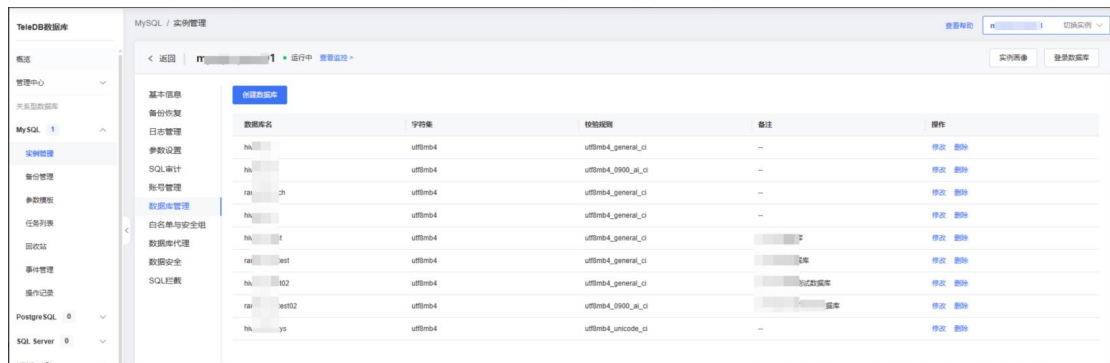 TeleDB数据库
MySQL / 实例管理
查看帮助
切换实例
概览
管理中心
关系型数据库
MySQL 1
实例管理
备份管理
参数模板
任务列表
回收站
事件管理
操作记录
PostgreSQL 0
SQL Server 0
< 返回
运行中 查看监控 >
实例画像
登录数据库
基本信息
备份恢复
日志管理
参数设置
SQL审计
账号管理
数据库管理
白名单与安全组
数据库代理
数据安全
SQL拦截
创建数据库
数据库名 字符集 校验规则 备注 操作
utf8mb4 utf8mb4_general_ci -- 修改 删除
utf8mb4 utf8mb4_0900_ai_ci -- 修改 删除
utf8mb4 utf8mb4_general_ci -- 修改 删除
utf8mb4 utf8mb4_general_ci -- 修改 删除
utf8mb4 utf8mb4_general_ci 修改 删除
utf8mb4 utf8mb4_general_ci 修改 删除
utf8mb4 utf8mb4_general_ci 修改 删除
utf8mb4 utf8mb4_0900_ai_ci 修改 删除
utf8mb4 utf8mb4_unicode_ci -- 修改 删除